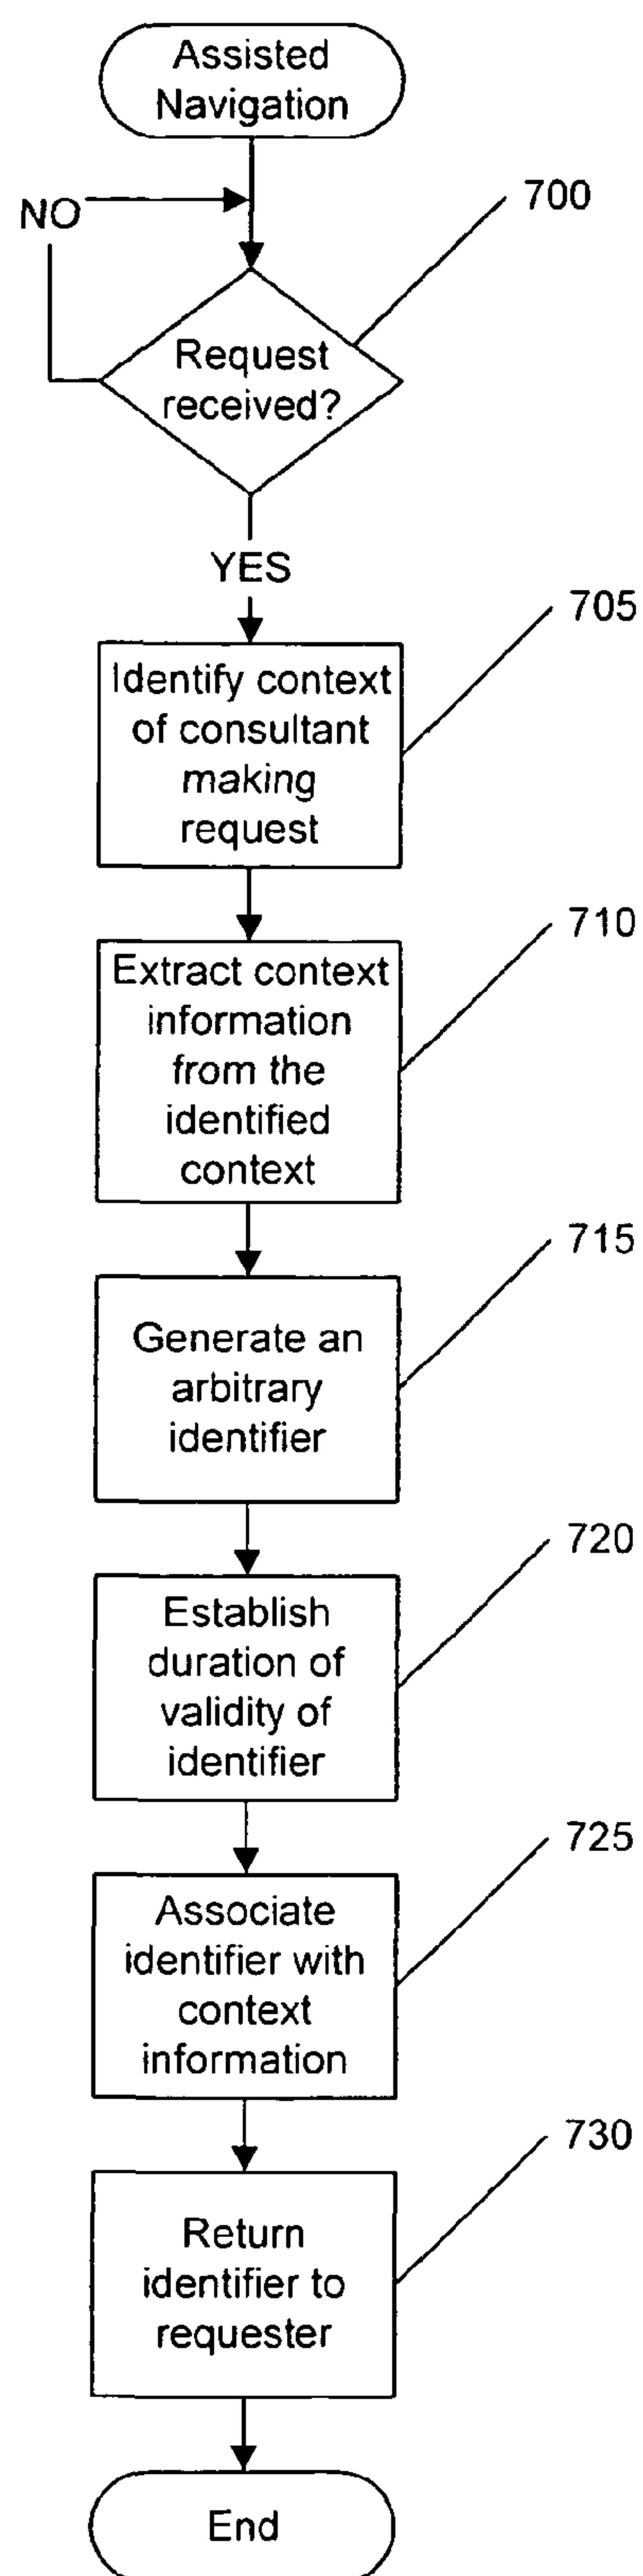 Assisted
Navigation
NO
700
Request
received?
YES
705
Identify context
of consultant
making
request
710
Extract context
information
from the
identified
context
715
Generate an
arbitrary
identifier
720
Establish
duration of
validity of
identifier
725
Associate
identifier with
context
information
730
Return
identifier to
requester
End